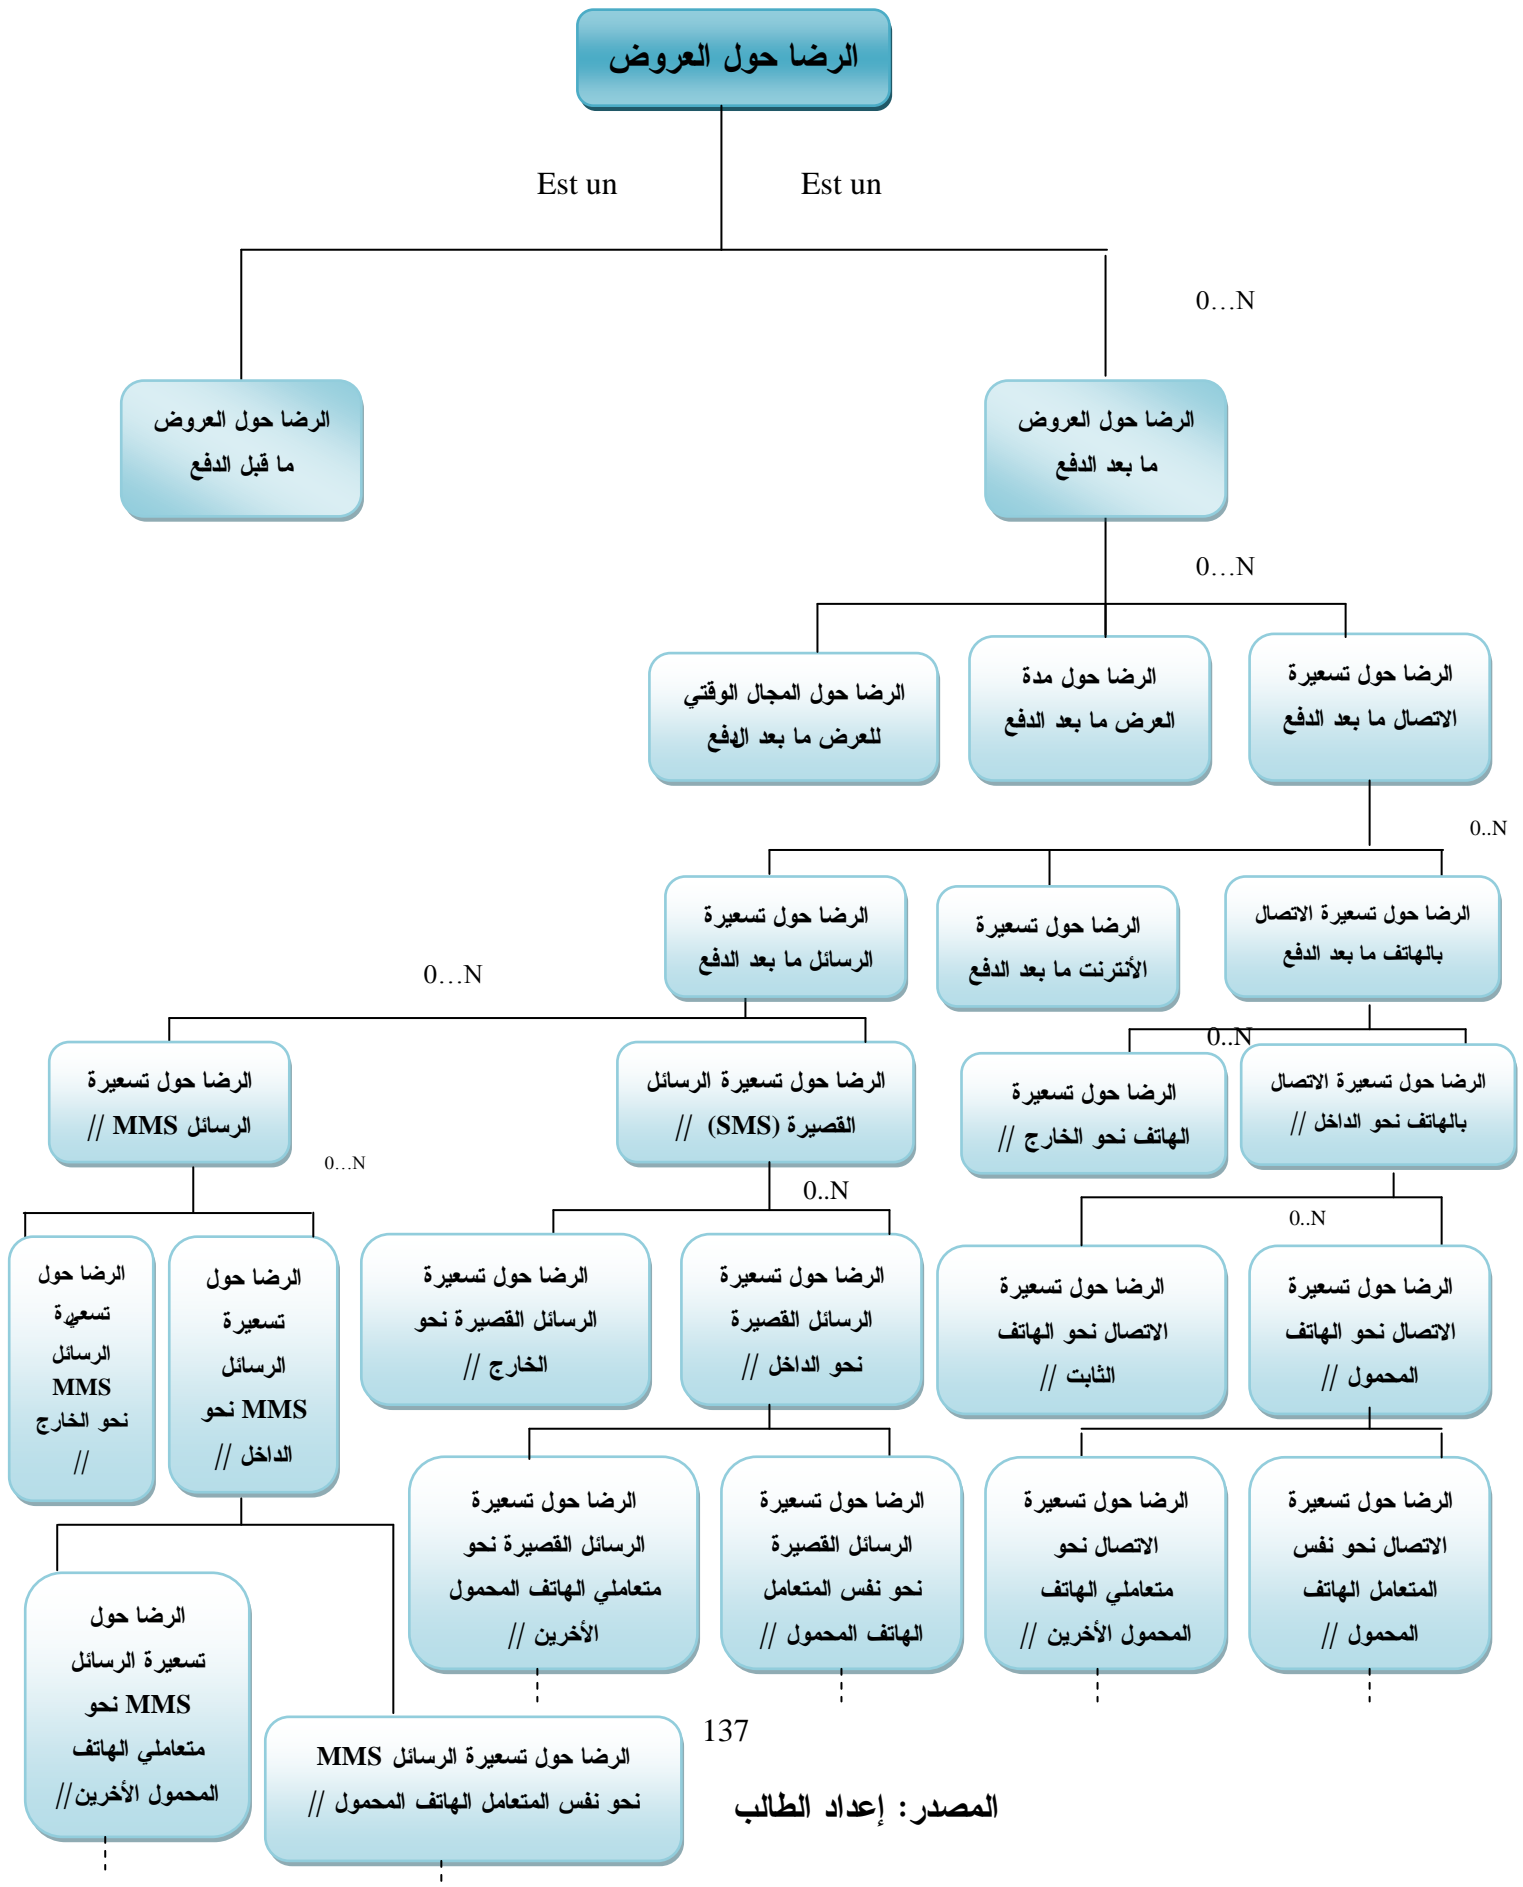 الرضا حول العروض
Est un
Est un
0…N
الرضا حول العروض
ما بعد الدفع
الرضا حول العروض
ما قبل الدفع
0…N
الرضا حول تسعيرة
الاتصال ما بعد الدفع
الرضا حول مدة
العرض ما بعد الدفع
الرضا حول المجال الوقتي
للعرض ما بعد الدفع
0..N
الرضا حول تسعيرة الاتصال
بالهاتف ما بعد الدفع
الرضا حول تسعيرة
الأنترنت ما بعد الدفع
الرضا حول تسعيرة
الرسائل ما بعد الدفع
0…N
0..N
الرضا حول تسعيرة الاتصال
بالهاتف نحو الداخل //
الرضا حول تسعيرة
الهاتف نحو الخارج //
الرضا حول تسعيرة الرسائل
القصيرة (SMS) //
الرضا حول تسعيرة
الرسائل MMS //
0..N
0..N
0…N
الرضا حول تسعيرة
الاتصال نحو الهاتف
المحمول //
الرضا حول تسعيرة
الاتصال نحو الهاتف
الثابت //
الرضا حول تسعيرة
الرسائل القصيرة
نحو الداخل //
الرضا حول تسعيرة
الرسائل القصيرة نحو
الخارج //
الرضا حول
تسعيرة
الرسائل
MMS نحو
الداخل //
الرضا حول
تسعيرة
الرسائل
MMS
نحو الخارج
//
الرضا حول تسعيرة
الاتصال نحو نفس
المتعامل الهاتف
المحمول //
الرضا حول تسعيرة
الاتصال نحو
متعاملي الهاتف
المحمول الأخرين //
الرضا حول تسعيرة
الرسائل القصيرة
نحو نفس المتعامل
الهاتف المحمول //
الرضا حول تسعيرة
الرسائل القصيرة نحو
متعاملي الهاتف المحمول
الأخرين //
الرضا حول تسعيرة الرسائل MMS
نحو نفس المتعامل الهاتف المحمول //
الرضا حول
تسعيرة الرسائل
MMS نحو
متعاملي الهاتف
المحمول الأخرين//
137
المصدر: إعداد الطالب